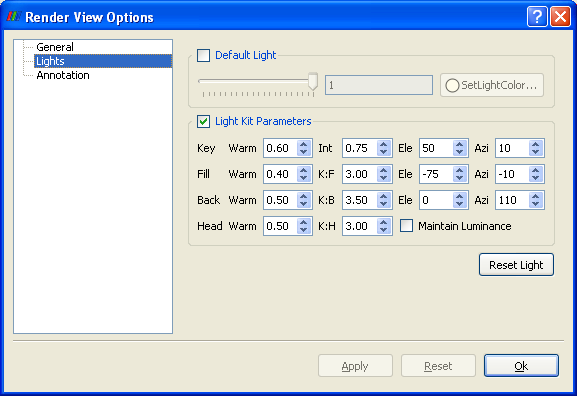 Render View Options
General
Lights
Annotation
Default Light
1 SetLightColor...
Light Kit Parameters
Key Warm 0.60 Int 0.75 Ele 50 Azi 10
Fill Warm 0.40 K:F 3.00 Ele -75 Azi -10
Back Warm 0.50 K:B 3.50 Ele 0 Azi 110
Head Warm 0.50 K:H 3.00 Maintain Luminance
Reset Light
Apply Reset Ok